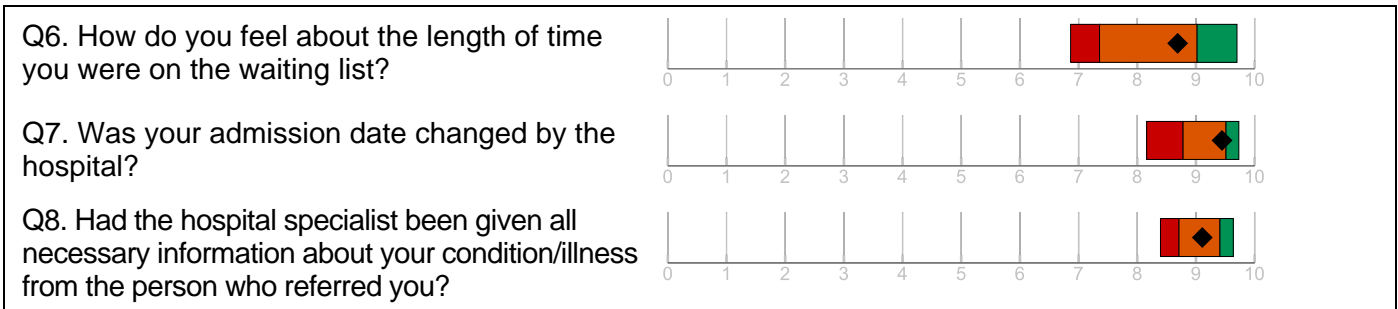 Q6. How do you feel about the length of time
you were on the waiting list?
0 1 2 3 4 5 6 7 8 9 10
Q7. Was your admission date changed by the
hospital?
0 1 2 3 4 5 6 7 8 9 10
Q8. Had the hospital specialist been given all
necessary information about your condition/illness
from the person who referred you?
0 1 2 3 4 5 6 7 8 9 10